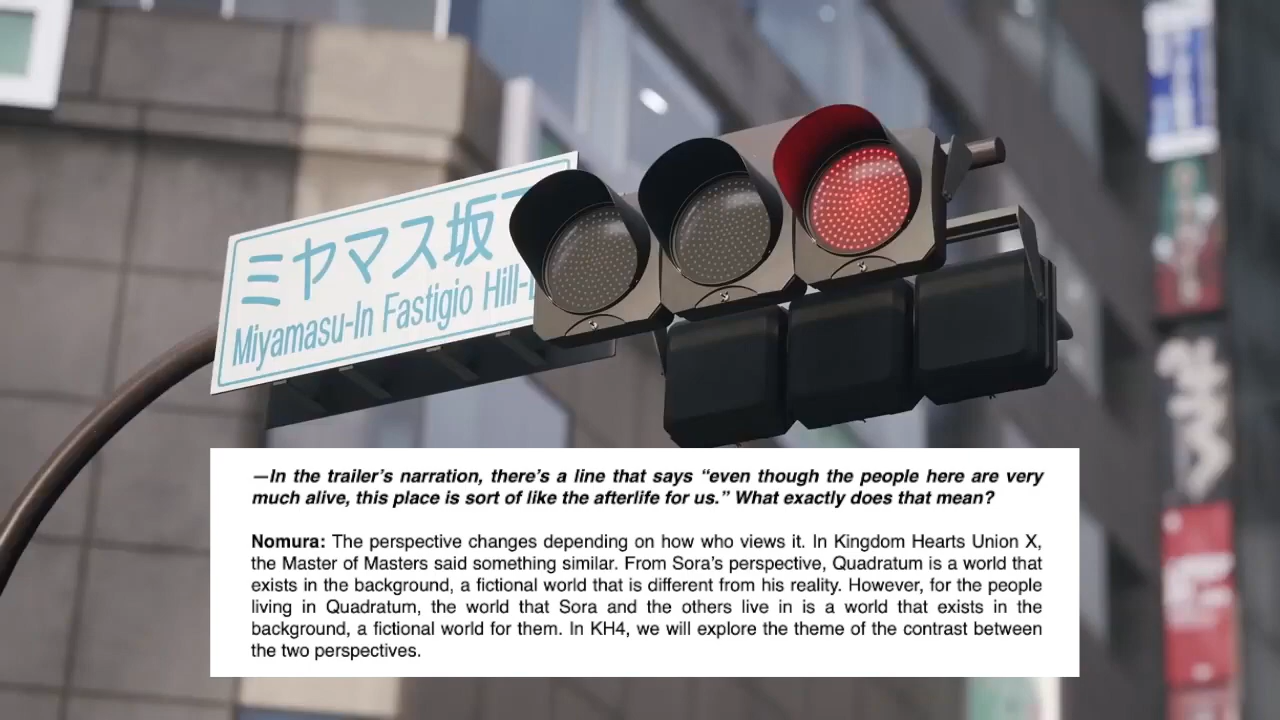 ミヤマス坂
Miyamasu-In Fastigio Hill-
—In the trailer's narration, there's a line that says “even though the people here are very
much alive, this place is sort of like the afterlife for us.” What exactly does that mean?
Nomura: The perspective changes depending on how who views it. In Kingdom Hearts Union X,
the Master of Masters said something similar. From Sora's perspective, Quadratum is a world that
exists in the background, a fictional world that is different from his reality. However, for the people
living in Quadratum, the world that Sora and the others live in is a world that exists in the
background, a fictional world for them. In KH4, we will explore the theme of the contrast between
the two perspectives.